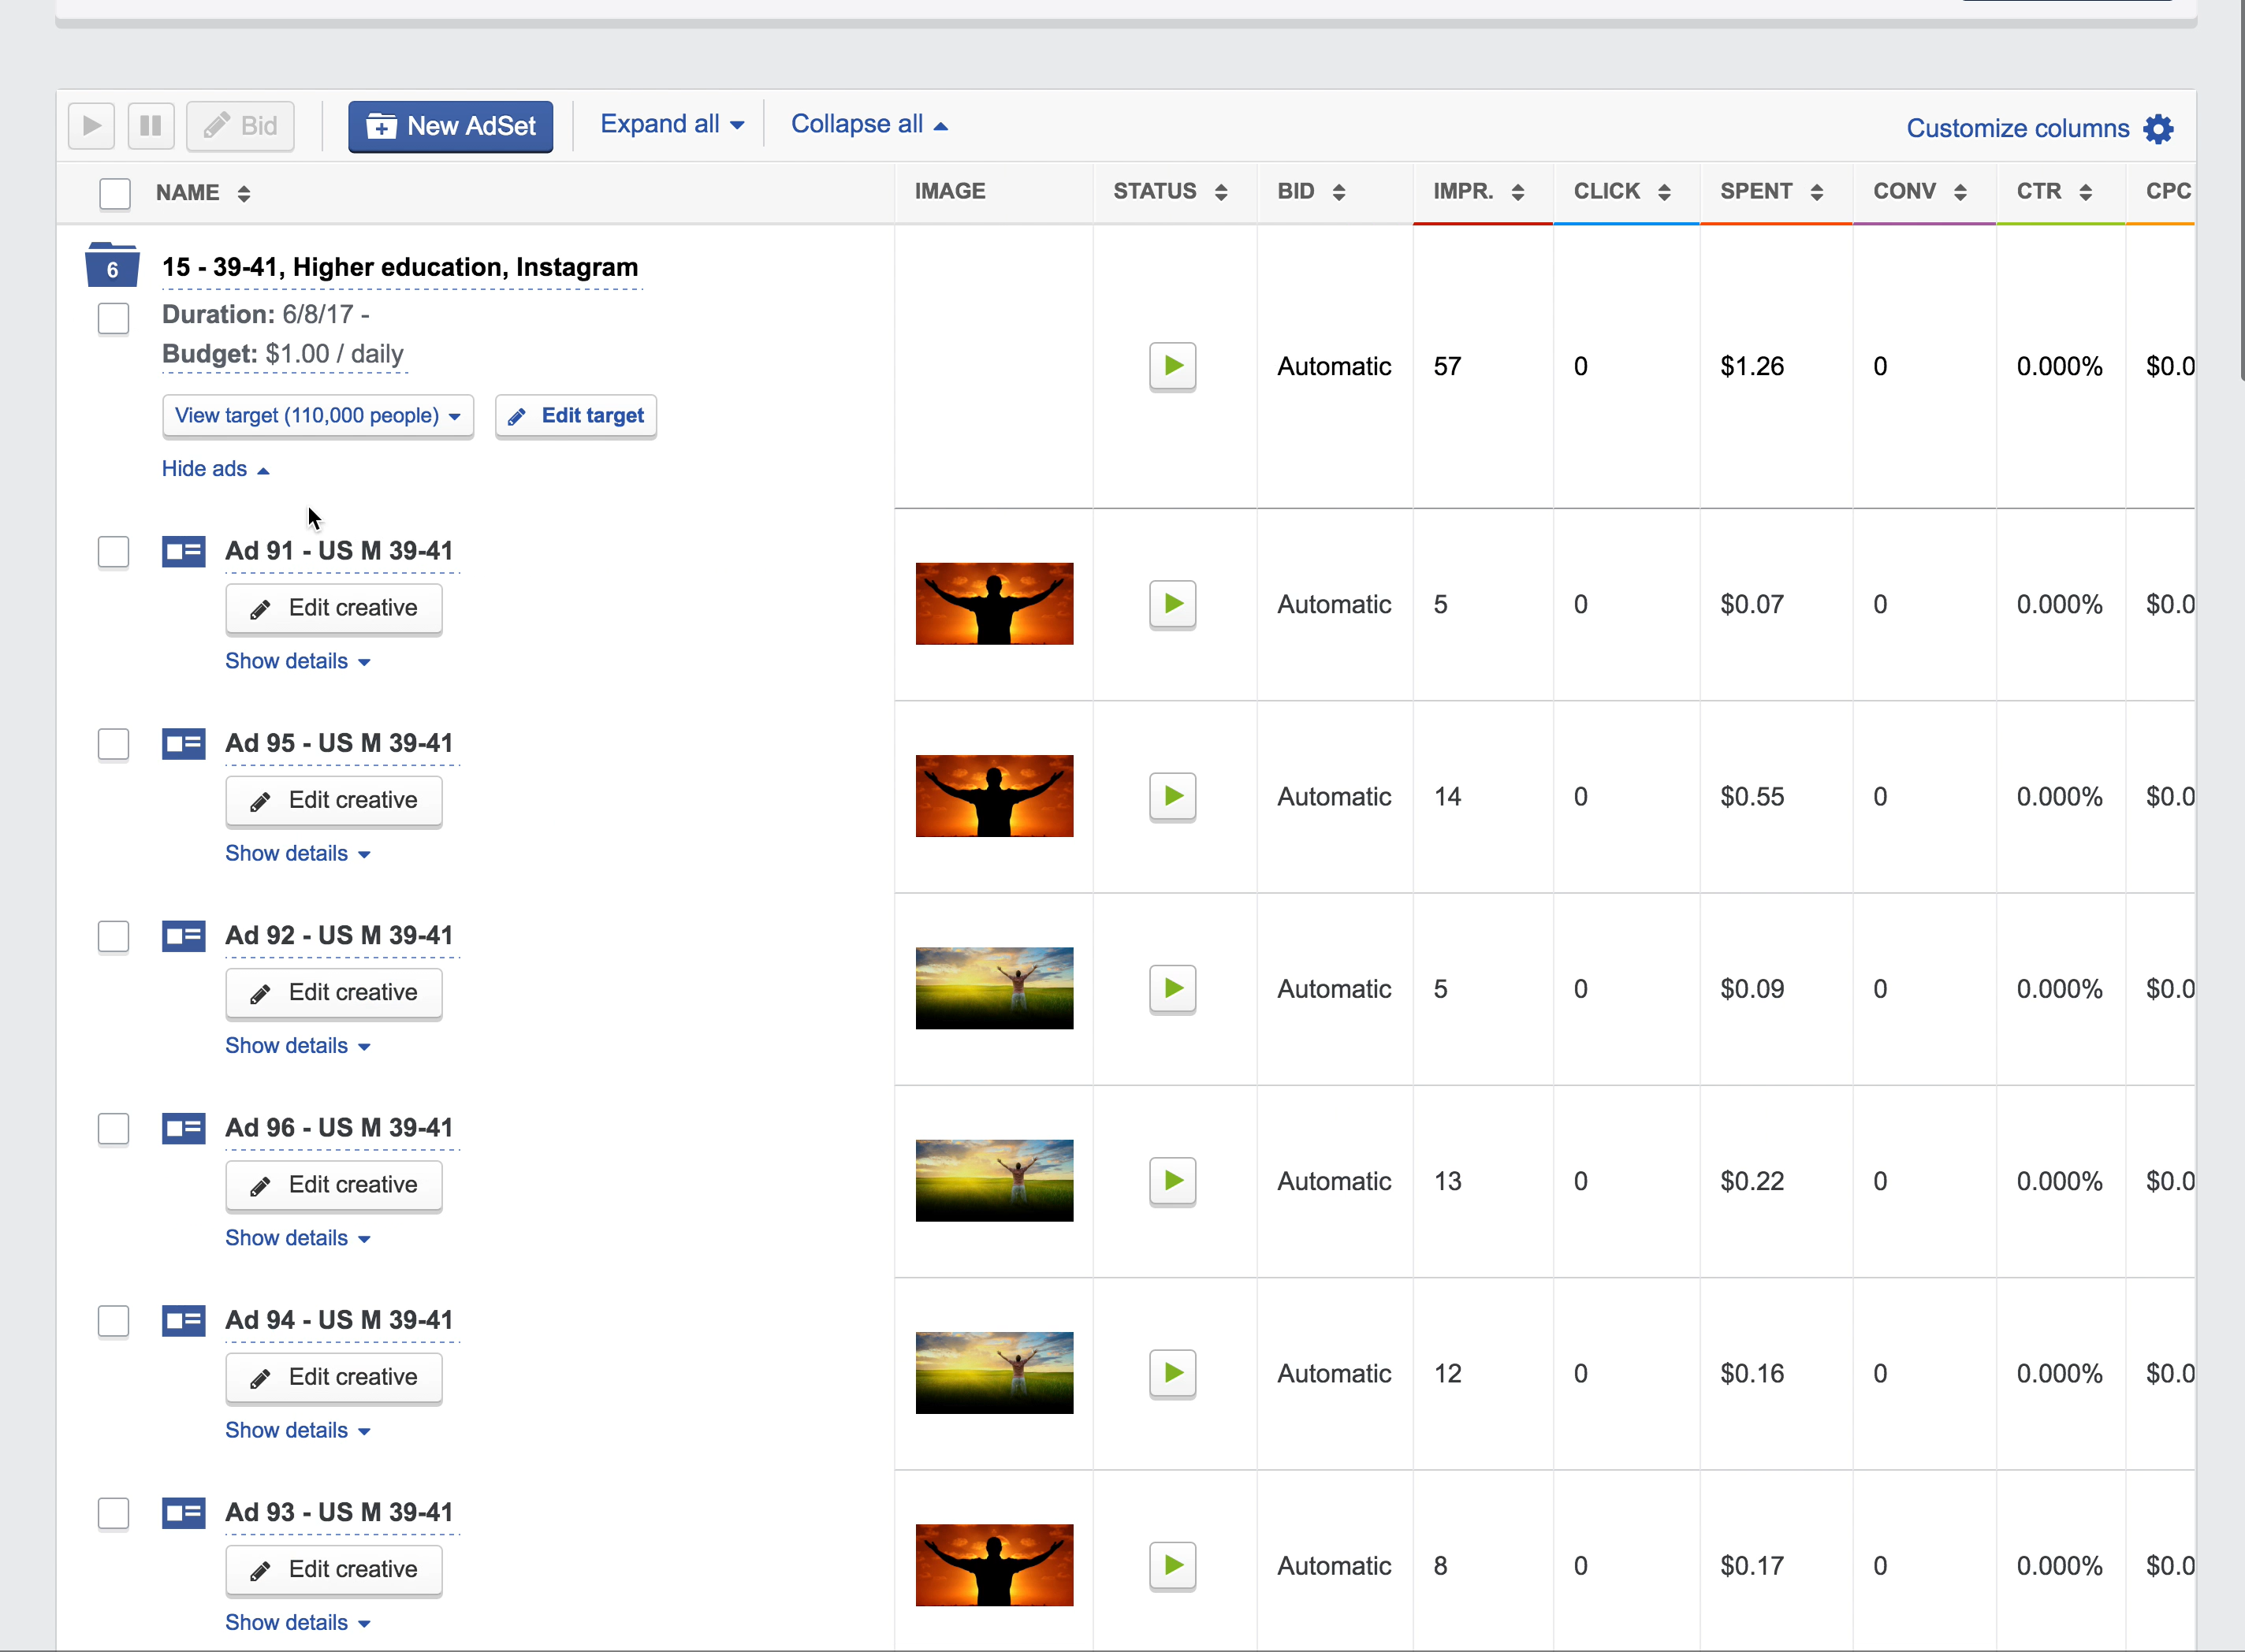 Bid
New AdSet
Expand all
Collapse all
Customize columns
NAME IMAGE STATUS BID IMPR. CLICK SPENT CONV CTR CPC
6
15 - 39-41, Higher education, Instagram
Duration: 6/8/17 -
Budget: $1.00 / daily
Automatic 57 0 $1.26 0 0.000% $0.0
View target (110,000 people)
Edit target
Hide ads
Ad 91 - US M 39-41
Edit creative
Automatic 5 0 $0.07 0 0.000% $0.0
Show details
Ad 95 - US M 39-41
Edit creative
Automatic 14 0 $0.55 0 0.000% $0.0
Show details
Ad 92 - US M 39-41
Edit creative
Automatic 5 0 $0.09 0 0.000% $0.0
Show details
Ad 96 - US M 39-41
Edit creative
Automatic 13 0 $0.22 0 0.000% $0.0
Show details
Ad 94 - US M 39-41
Edit creative
Automatic 12 0 $0.16 0 0.000% $0.0
Show details
Ad 93 - US M 39-41
Edit creative
Automatic 8 0 $0.17 0 0.000% $0.0
Show details